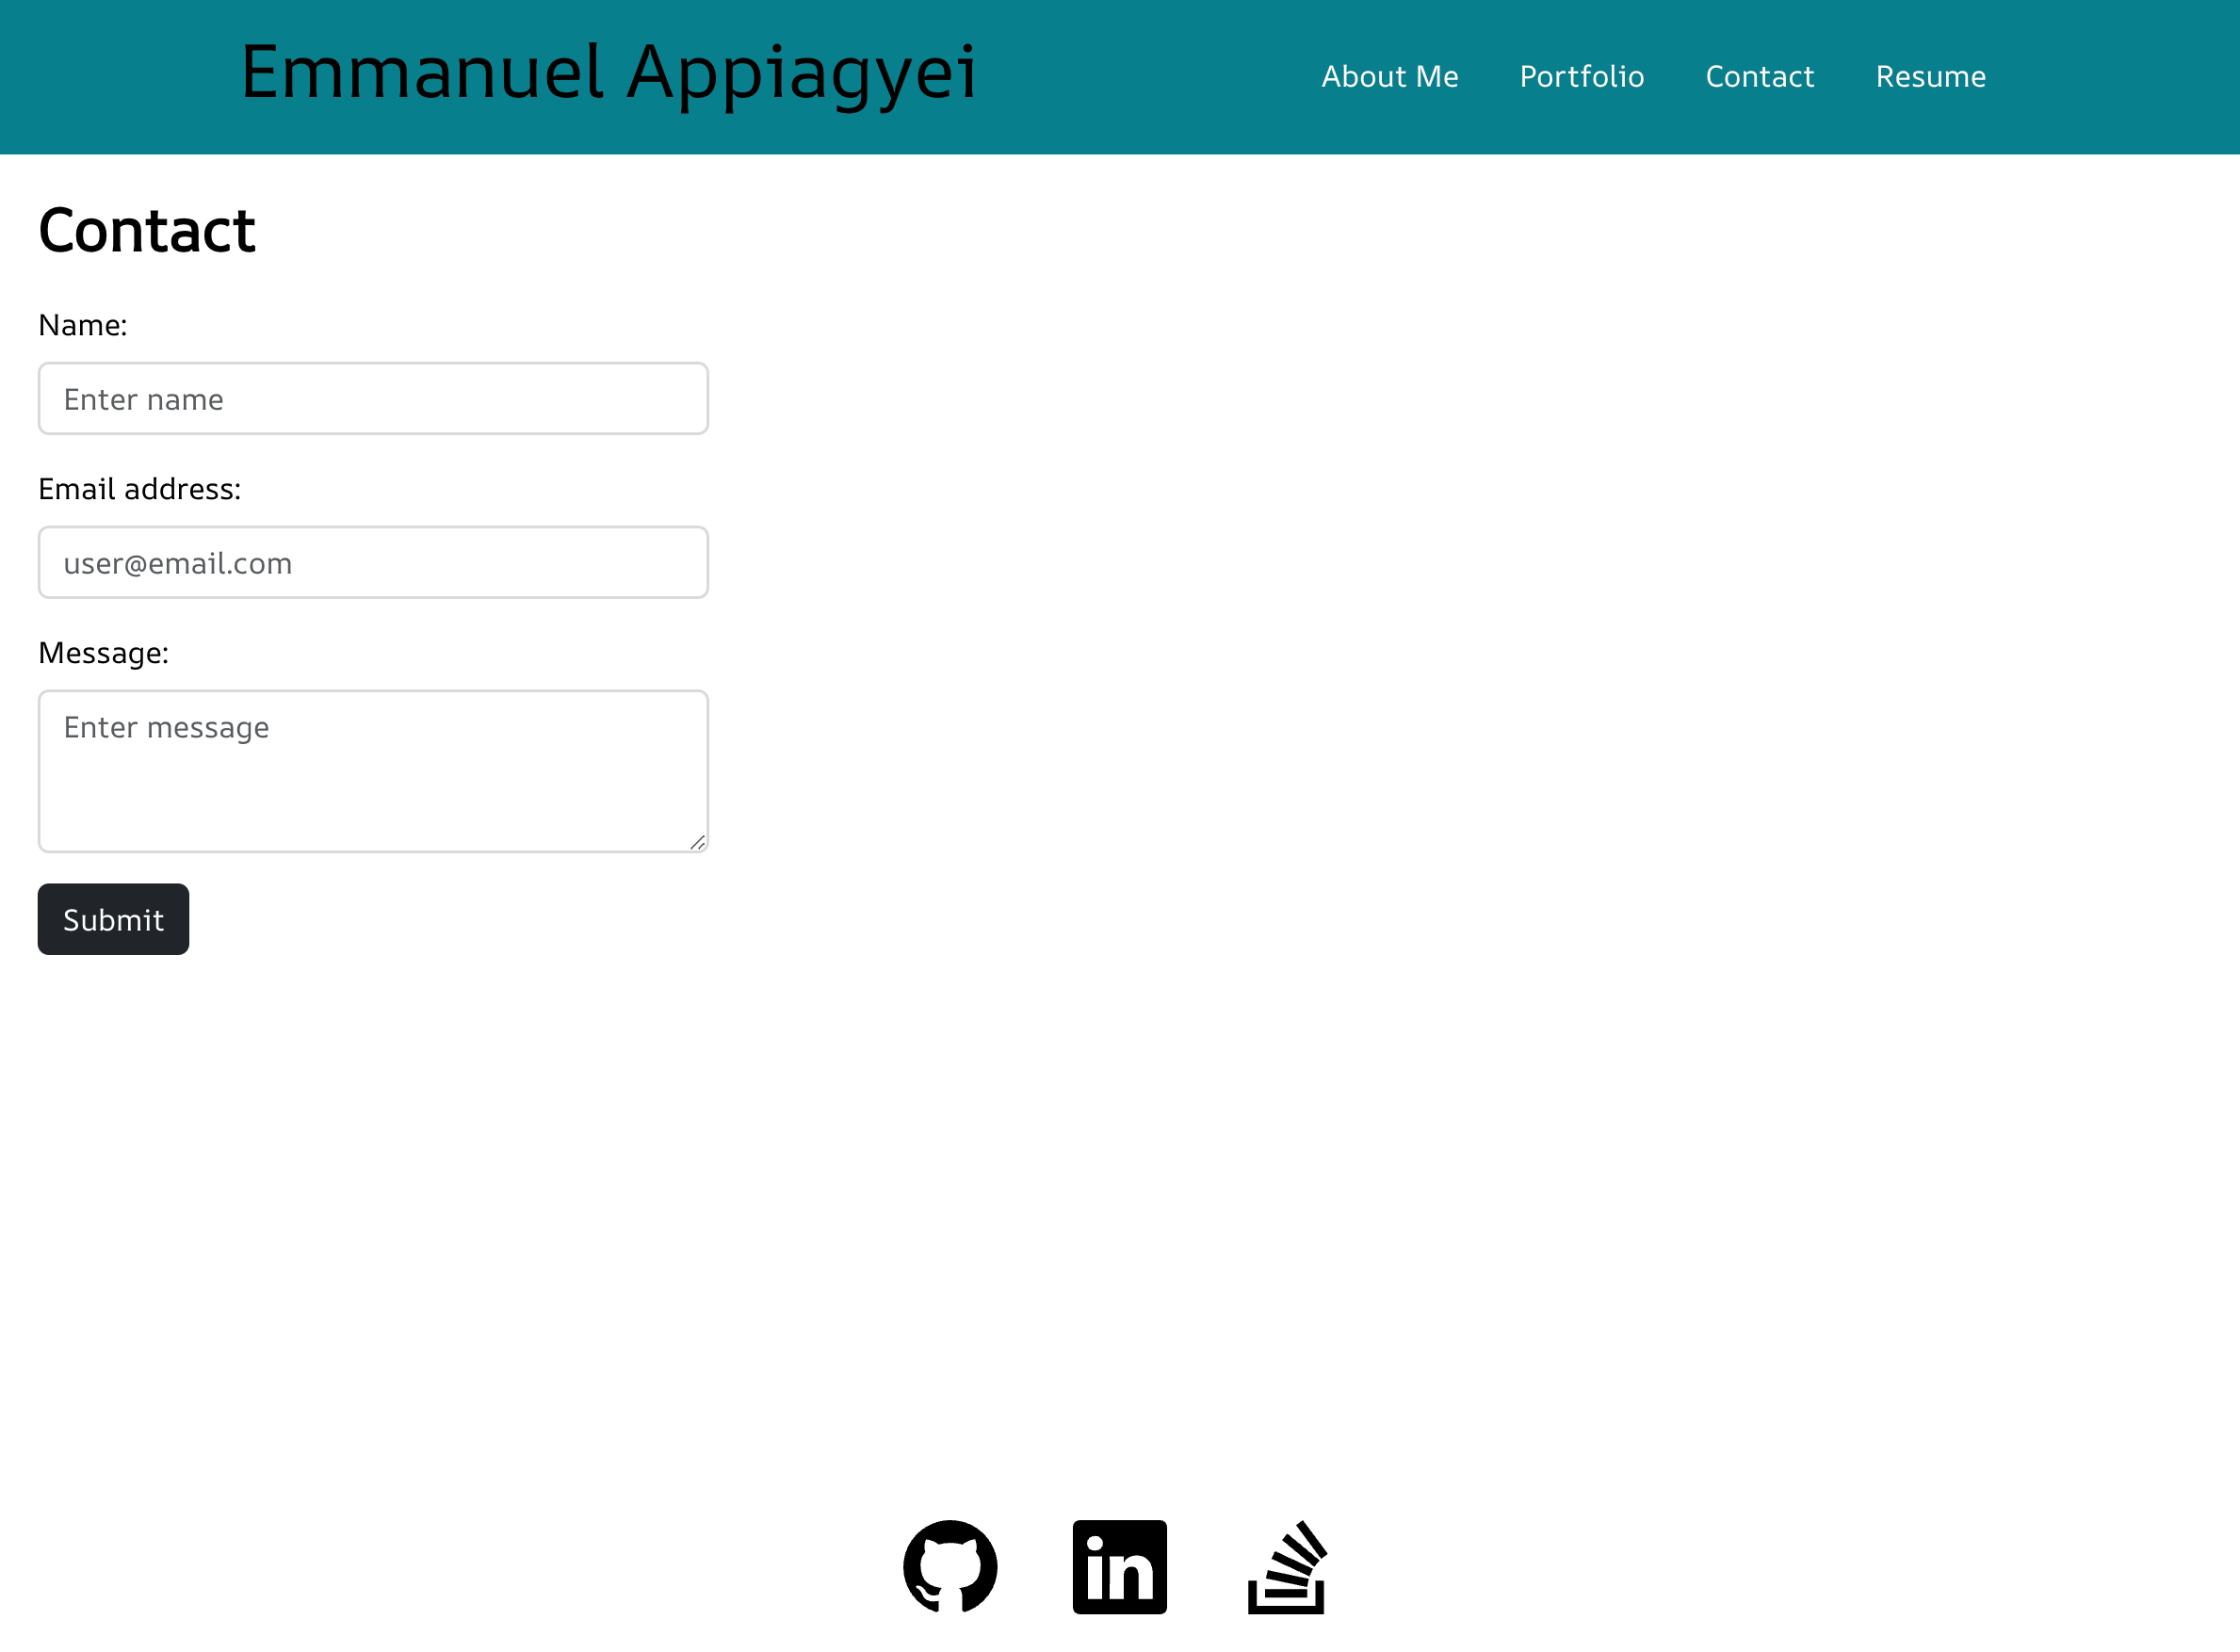 Emmanuel Appiagyei
About Me Portfolio Contact Resume
Contact
Name:
Enter name
Email address:
user@email.com
Message:
Enter message
Submit
in